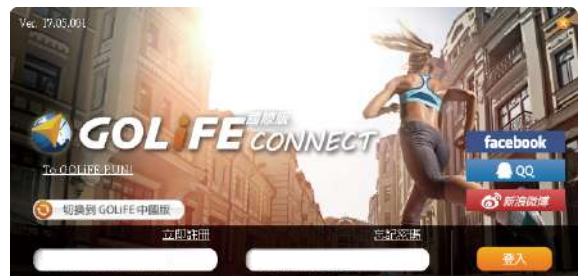 Ver. 17.05.001
GOLiFE
國際版
CONNECT
To GOLiFE RUN!
切換到 GOLiFE 中國版
facebook
QQ
新浪微博
立即註冊
忘記密碼
登入